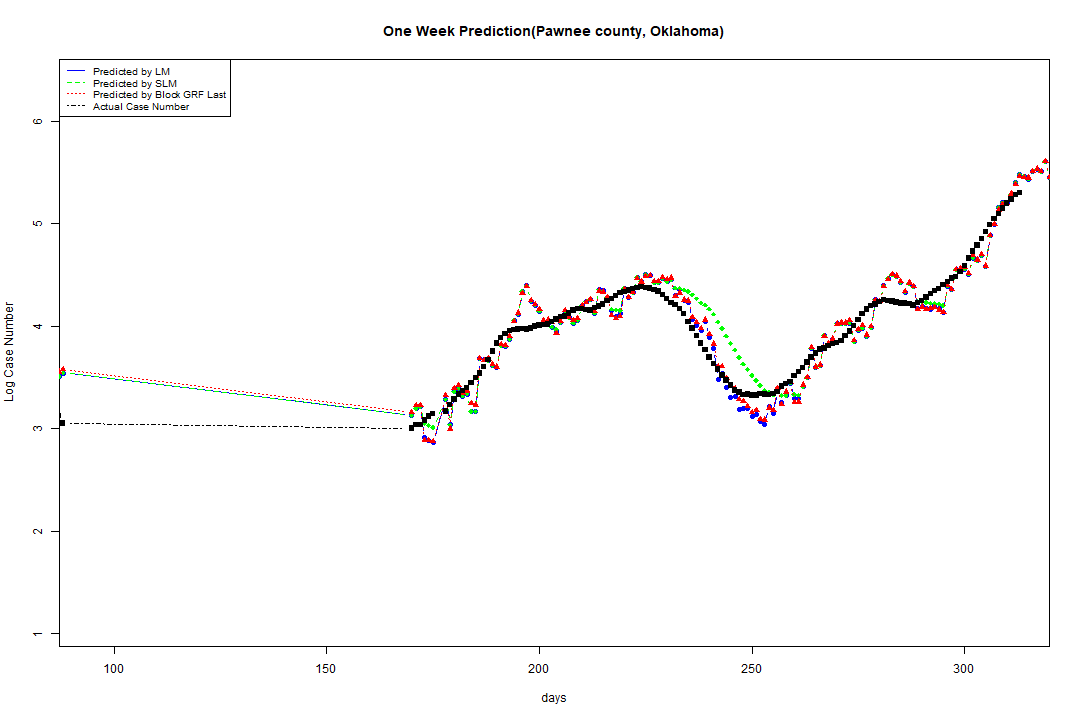 One Week Prediction(Pawnee county, Oklahoma)
Predicted by LM
Predicted by SLM
Predicted by Block GRF Last
Actual Case Number
Log Case Number
6
5
4
3
2
1
100 150 200 250 300
days